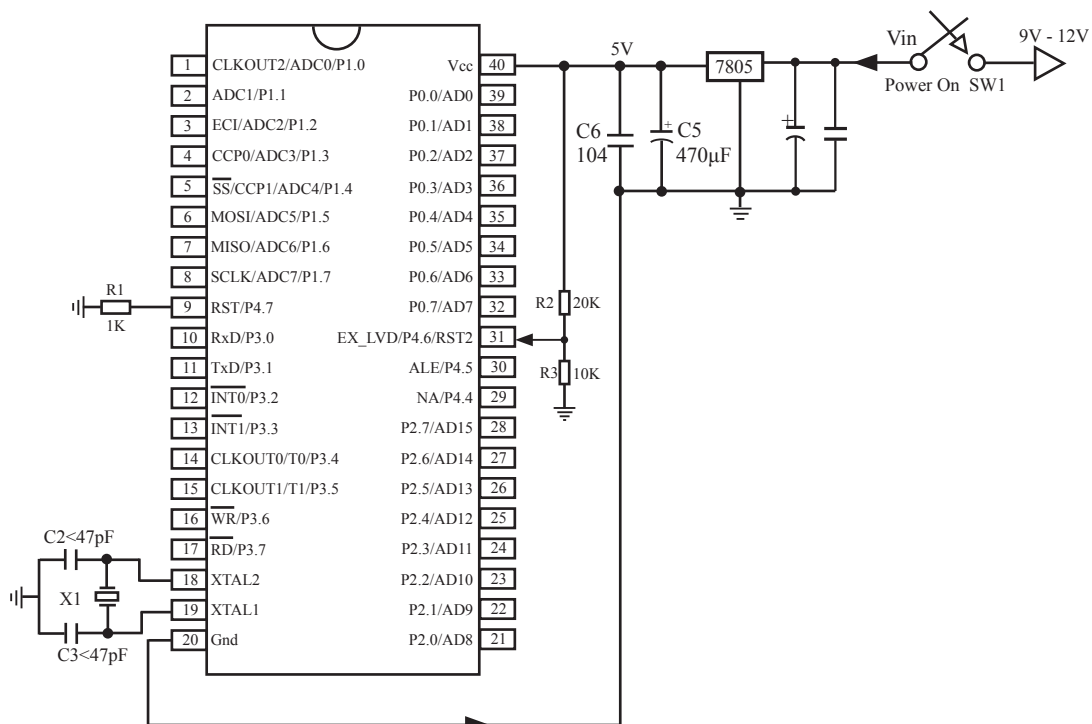 1 CLKOUT2/ADC0/P1.0
2 ADC1/P1.1
3 ECI/ADC2/P1.2
4 CCP0/ADC3/P1.3
5 SS/CCP1/ADC4/P1.4
6 MOSI/ADC5/P1.5
7 MISO/ADC6/P1.6
8 SCLK/ADC7/P1.7
9 RST/P4.7
10 RxD/P3.0
11 TxD/P3.1
12 INT0/P3.2
13 INT1/P3.3
14 CLKOUT0/T0/P3.4
15 CLKOUT1/T1/P3.5
16 WR/P3.6
17 RD/P3.7
18 XTAL2
19 XTAL1
20 Gnd
Vcc 40
P0.0/AD0 39
P0.1/AD1 38
P0.2/AD2 37
P0.3/AD3 36
P0.4/AD4 35
P0.5/AD5 34
P0.6/AD6 33
P0.7/AD7 32
EX_LVD/P4.6/RST2 31
ALE/P4.5 30
NA/P4.4 29
P2.7/AD15 28
P2.6/AD14 27
P2.5/AD13 26
P2.4/AD12 25
P2.3/AD11 24
P2.2/AD10 23
P2.1/AD9 22
P2.0/AD8 21
R1
1K
C2<47pF
X1
C3<47pF
5V
7805
Vin
9V - 12V
Power On SW1
C6
104
+
C5
470μF
+
R2 20K
R3 10K